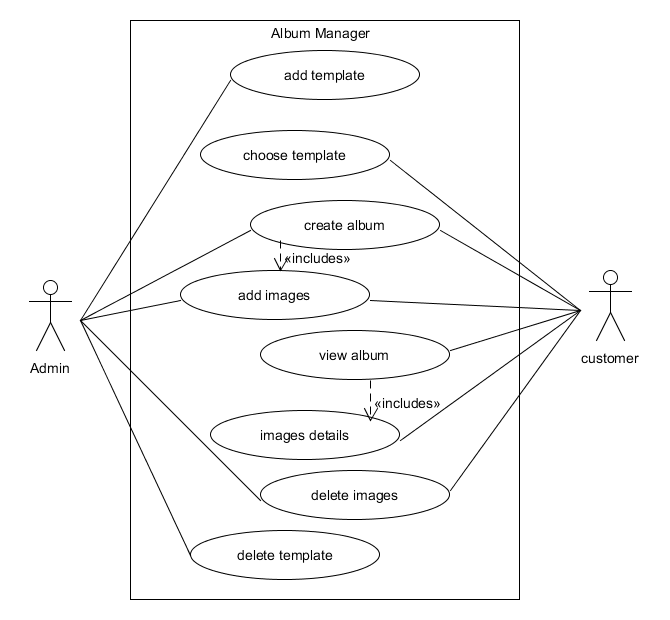 Album Manager
add template
choose template
create album
«includes»
add images
Admin
customer
view album
«includes»
images details
delete images
delete template